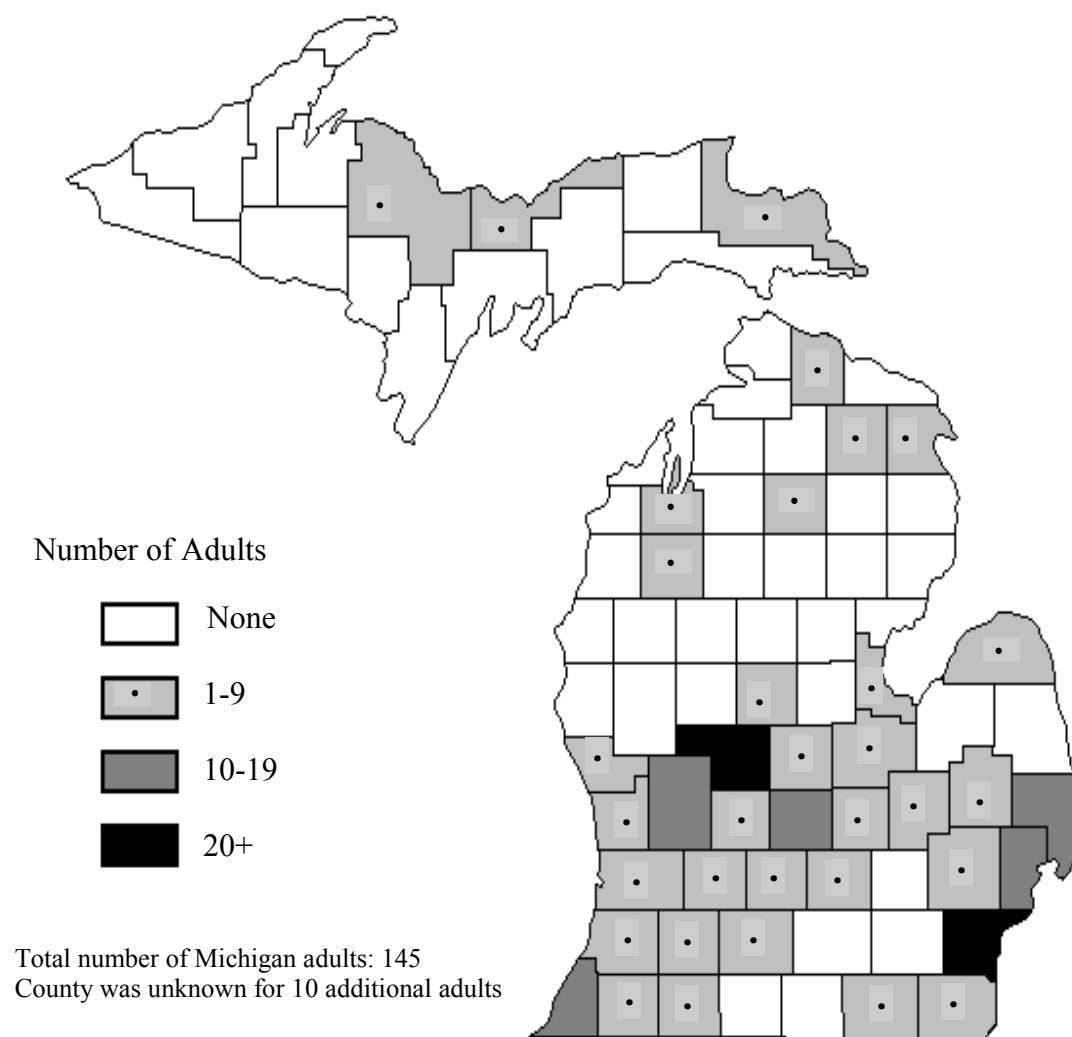 Number of Adults
None
1-9
10-19
20+
Total number of Michigan adults: 145
County was unknown for 10 additional adults